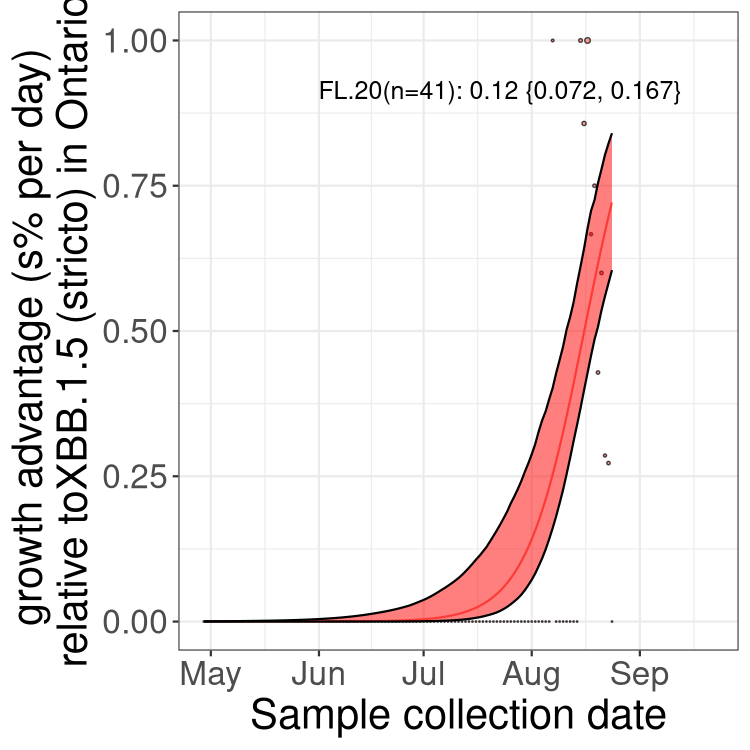 growth advantage (s% per day)
relative toXBB.1.5 (stricto) in Ontario
1.00
0.75
0.50
0.25
0.00
FL.20(n=41): 0.12 {0.072, 0.167}
May Jun Jul Aug Sep
Sample collection date